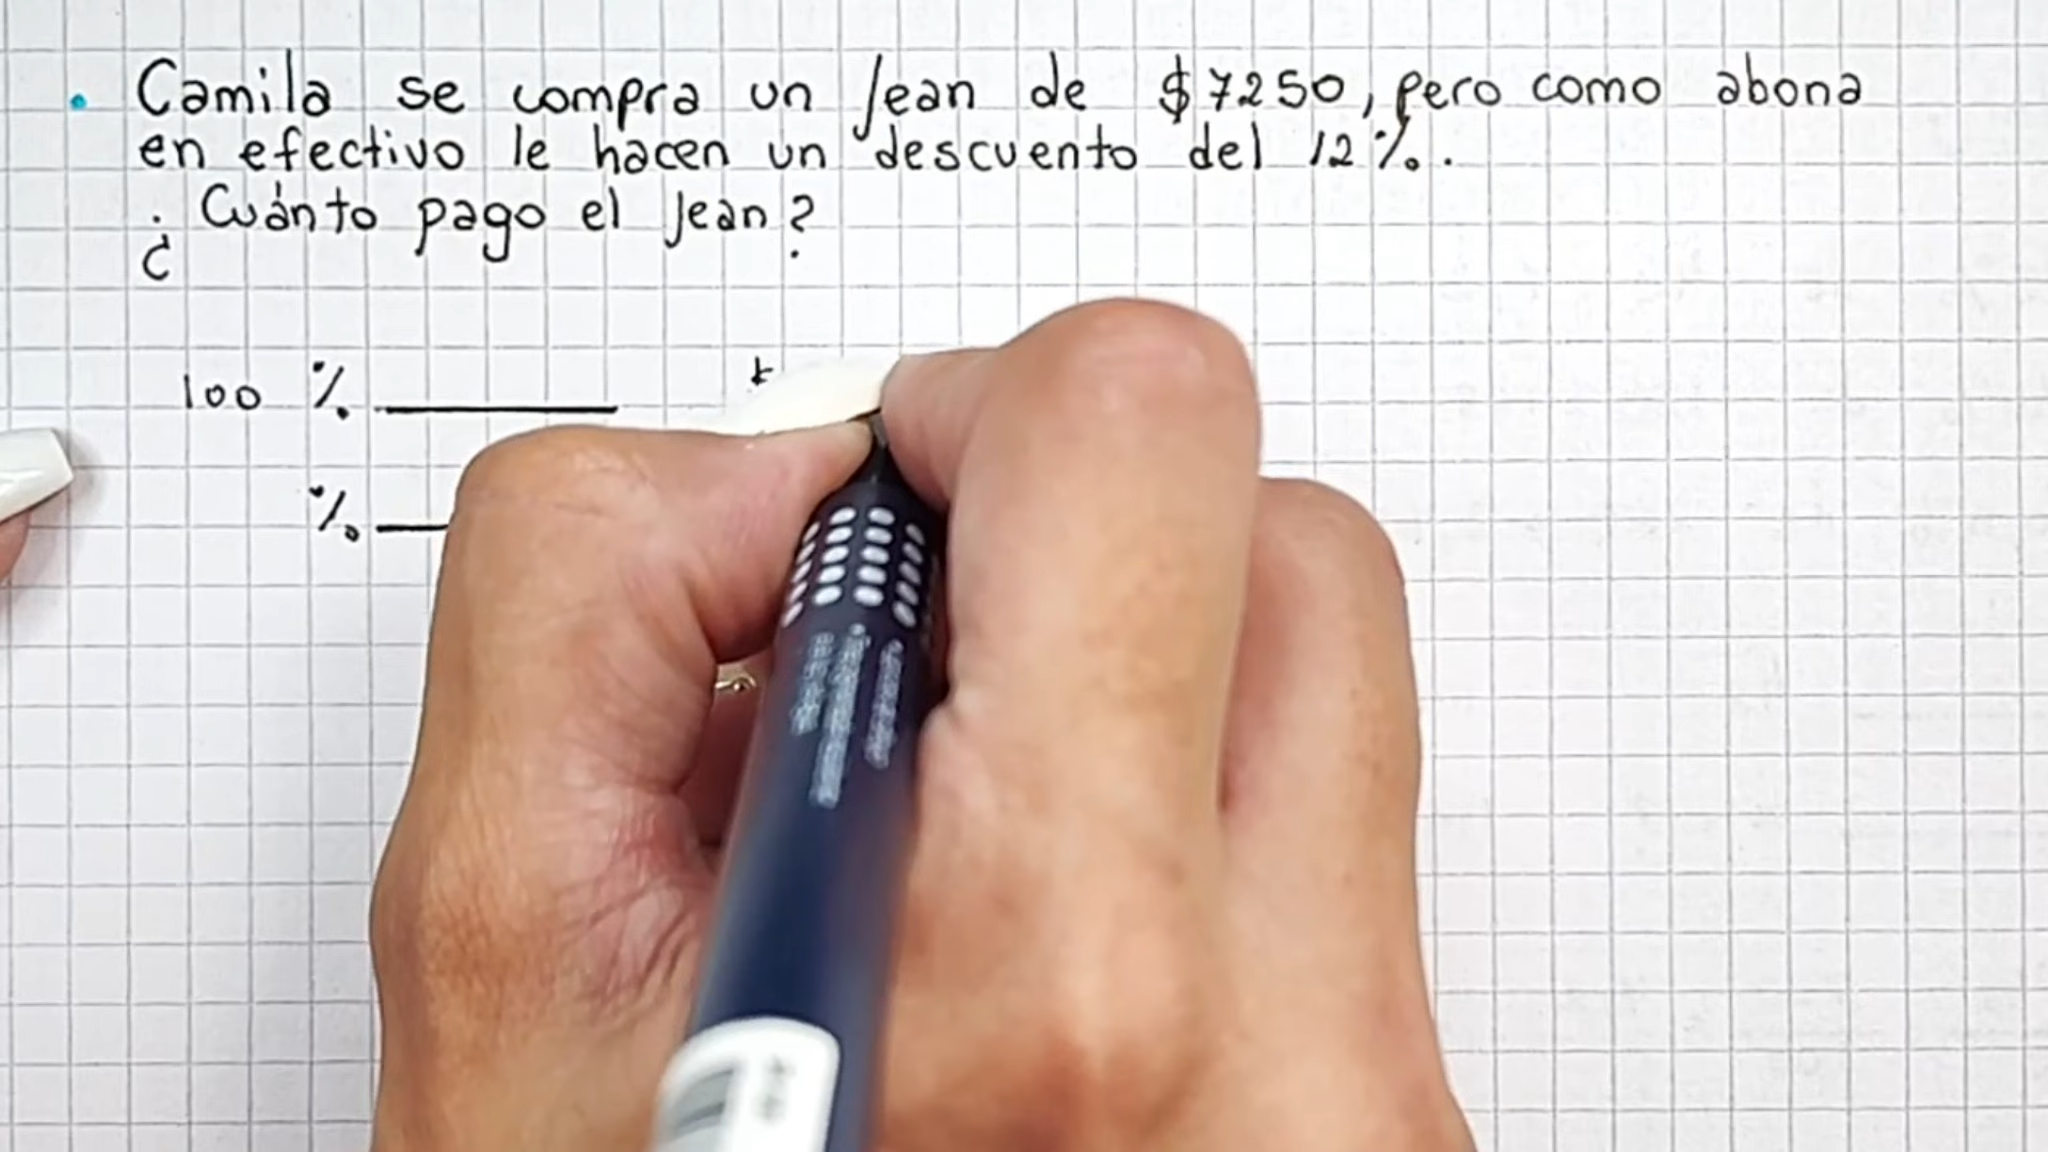 • Camila se compra un Jean de $7250, pero como abona
en efectivo le hacen un descuento del 12%.
¿Cuánto pago el Jean?
100 %
%